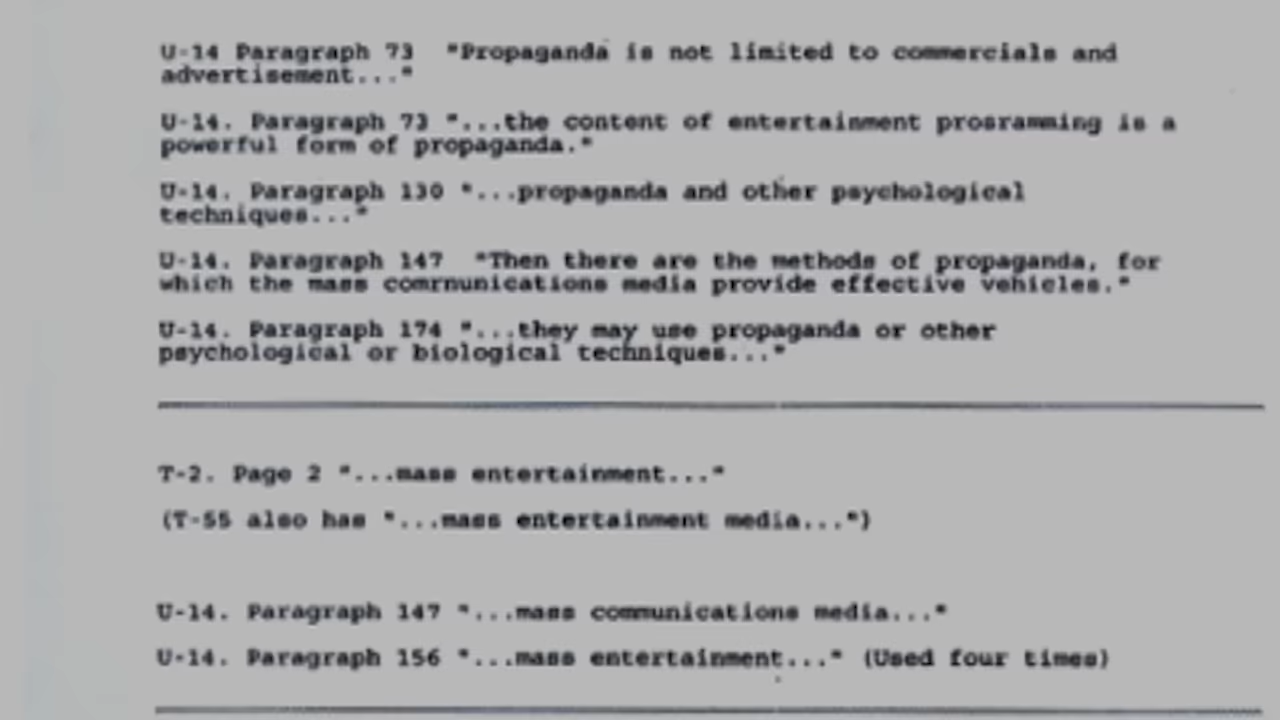 U-14 Paragraph 73 "Propaganda is not limited to commercials and
advertisement..."
U-14. Paragraph 73 "...the content of entertainment prosramming is a
powerful form of propaganda."
U-14. Paragraph 130 "...propaganda and other psychological
techniques..."
U-14. Paragraph 147 "Then there are the methods of propaganda, for
which the mass comrnunications media provide effective vehicles."
U-14. Paragraph 174 "...they may use propaganda or other
psychological or biological techniques..."
T-2. Page 2 "...mass entertainment..."
(T-55 also has "...mass entertainment media...")
U-14. Paragraph 147 "...mass communications media..."
U-14. Paragraph 156 "...mass entertainment..." (Used four times)